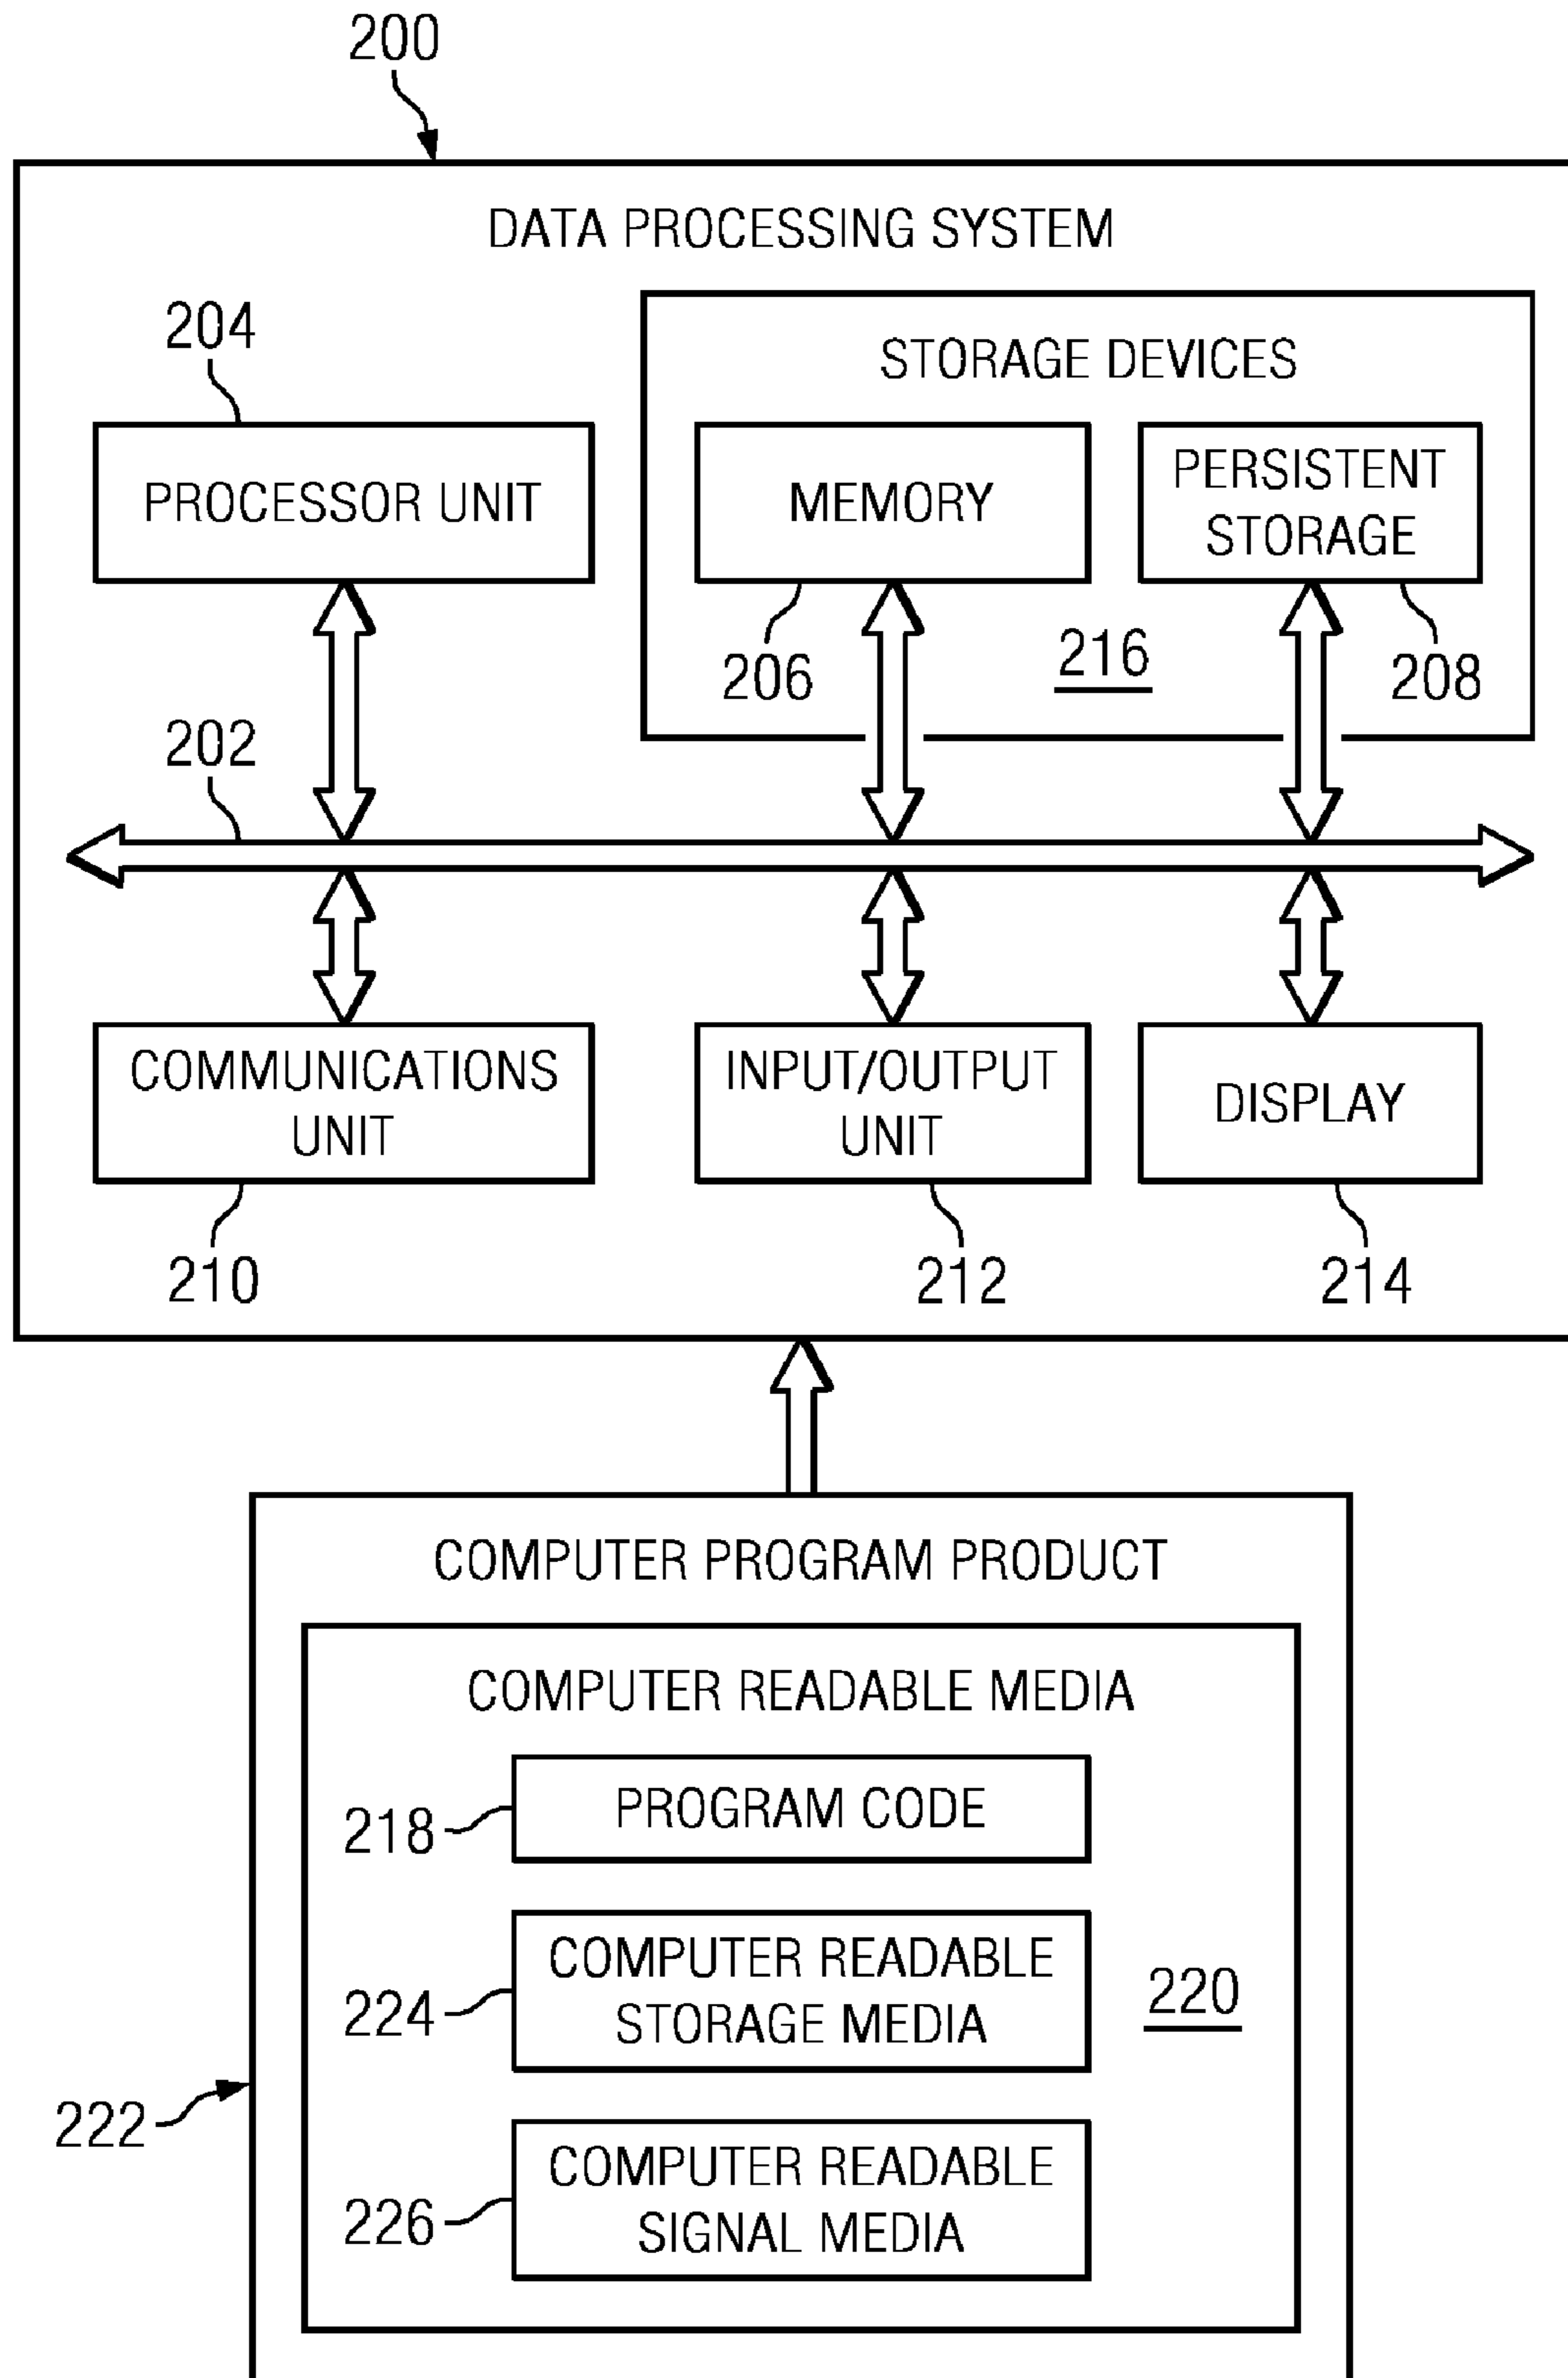 200
DATA PROCESSING SYSTEM
204
STORAGE DEVICES
PROCESSOR UNIT
MEMORY
PERSISTENT
STORAGE
206
216
208
202
COMMUNICATIONS
UNIT
INPUT/OUTPUT
UNIT
DISPLAY
210
212
214
COMPUTER PROGRAM PRODUCT
COMPUTER READABLE MEDIA
218
PROGRAM CODE
224
COMPUTER READABLE
STORAGE MEDIA
220
222
226
COMPUTER READABLE
SIGNAL MEDIA